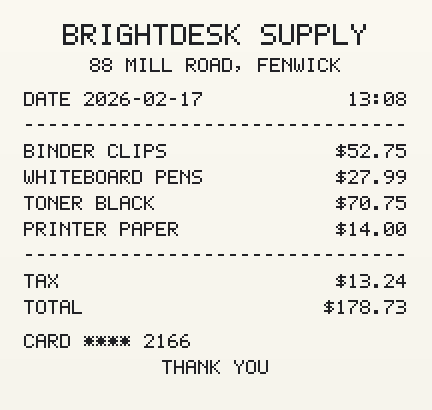 BRIGHTDESK SUPPLY
88 MILL ROAD, FENWICK
DATE 2026-02-17 13:08
--------------------------------
BINDER CLIPS $52.75
WHITEBOARD PENS $27.99
TONER BLACK $70.75
PRINTER PAPER $14.00
--------------------------------
TAX $13.24
TOTAL $178.73
CARD **** 2166
THANK YOU